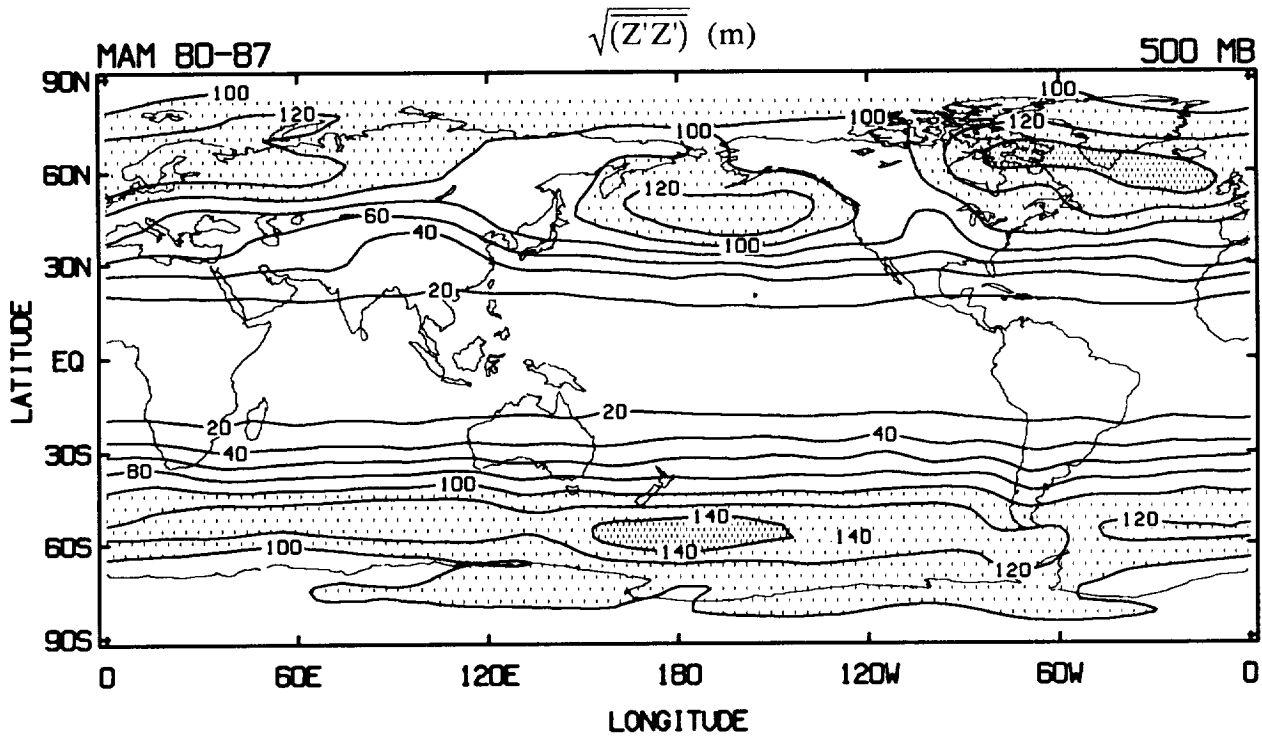 √(Z'Z') (m)
MAM 80-87 500 MB
90N
60N
30N
EQ
30S
60S
90S
LATITUDE
100 120 100 100 100 120
60 40 120 100
20
20 20
40 40
80 100
140 140 140 120
100 120
0 60E 120E 180 120W 60W 0
LONGITUDE